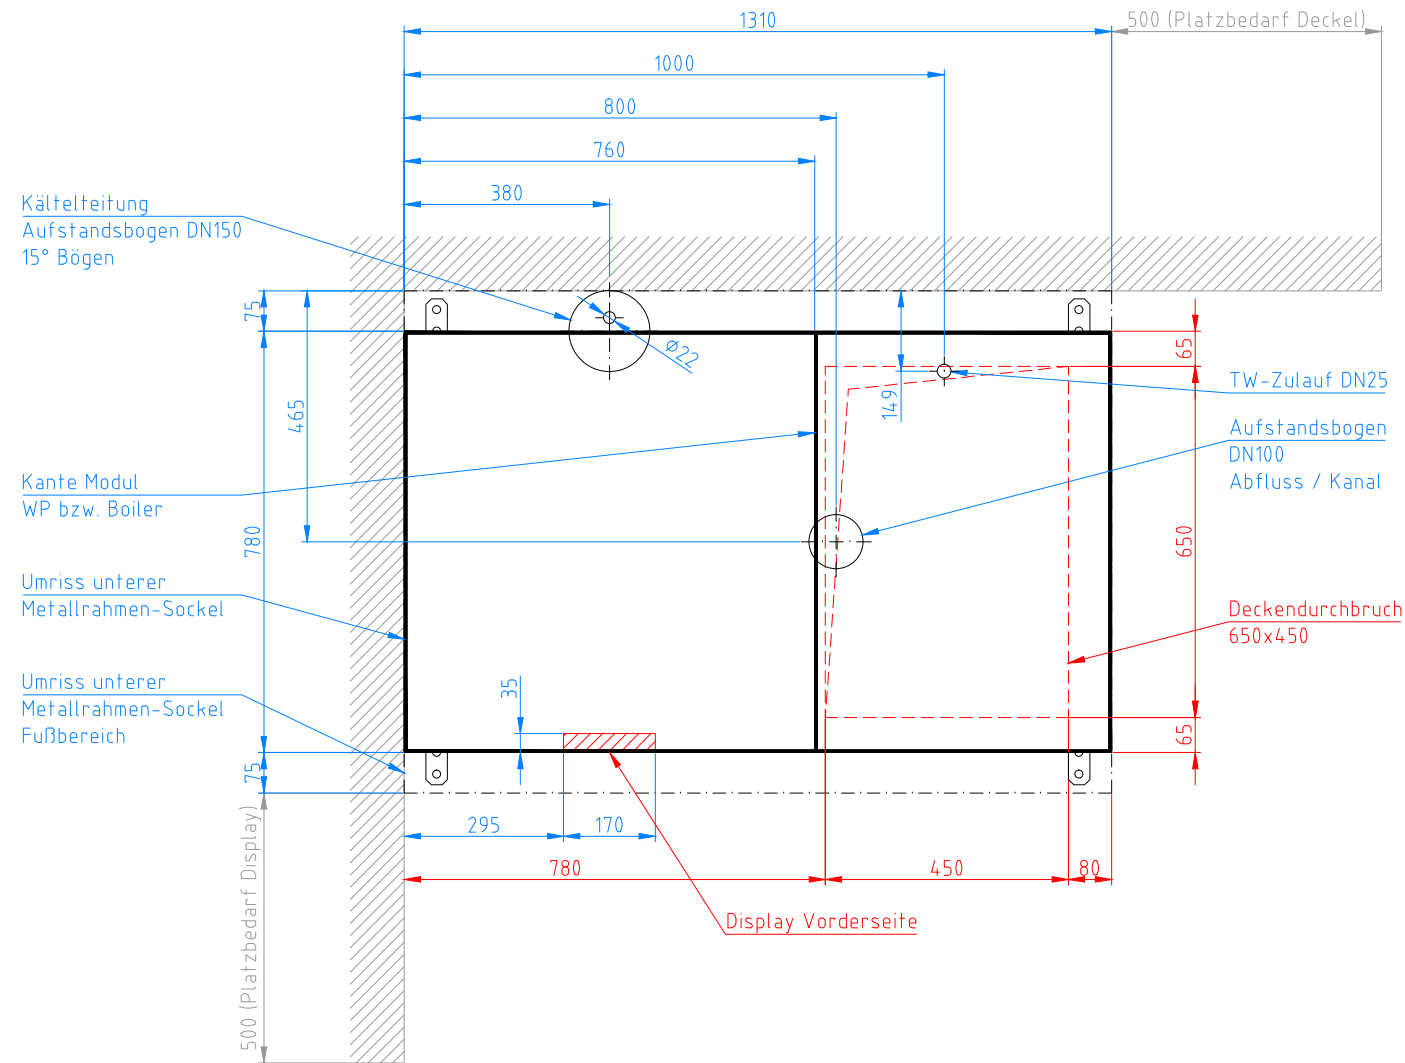 1310
500 (Platzbedarf Deckel)
1000
800
760
380
Kältelteitung
Aufstandsbogen DN150
15° Bögen
75
65
ø22
465
149
TW-Zulauf DN25
Aufstandsbogen
DN100
Abfluss / Kanal
Kante Modul
WP bzw. Boiler
780
650
Umriss unterer
Metallrahmen-Sockel
Deckendurchbruch
650x450
Umriss unterer
Metallrahmen-Sockel
Fußbereich
35
65
75
295
170
780
450
80
500 (Platzbedarf Display)
Display Vorderseite